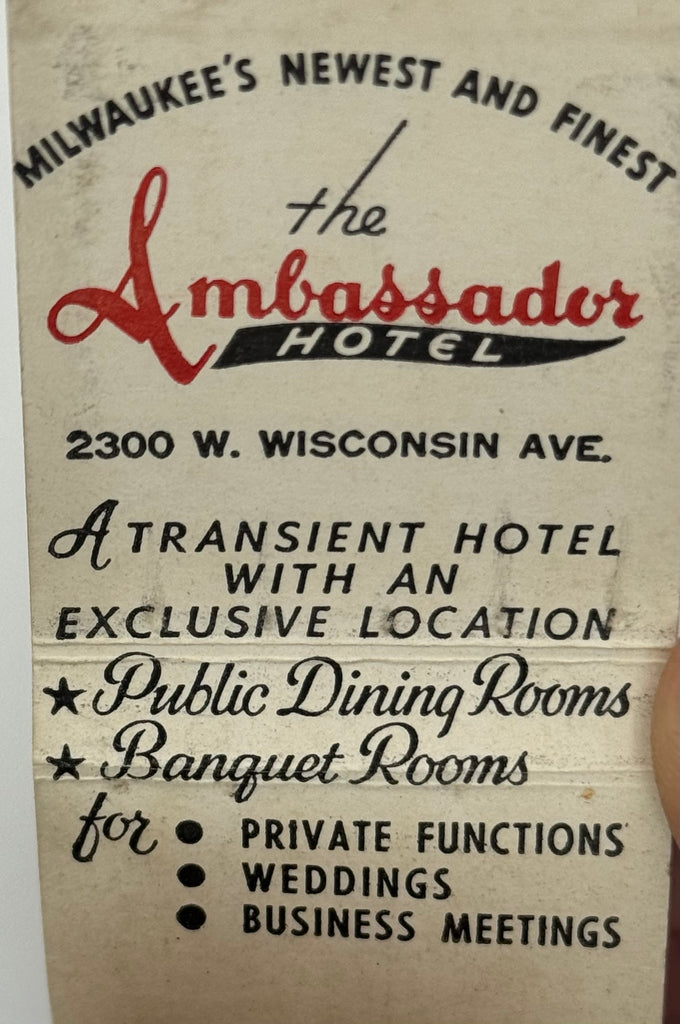 MILWAUKEE'S NEWEST AND FINEST
the
Ambassador
HOTEL
2300 W. WISCONSIN AVE.
A TRANSIENT HOTEL
WITH AN
EXCLUSIVE LOCATION
★ Public Dining Rooms
★ Banquet Rooms
for ● PRIVATE FUNCTIONS
● WEDDINGS
● BUSINESS MEETINGS